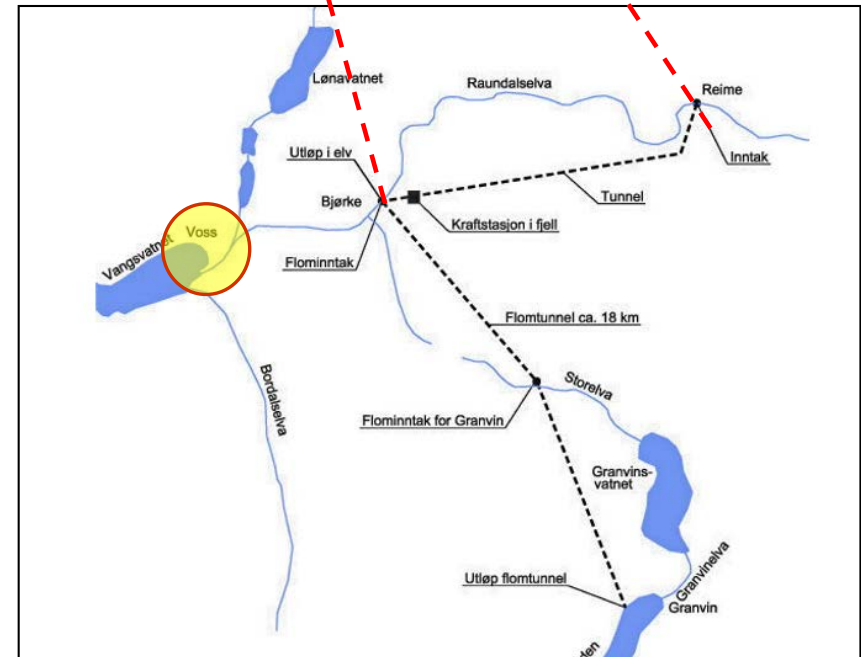 Lønavatnet
Raundalselva
Reime
Utløp i elv
Inntak
Bjørke
Tunnel
Voss
Kraftstasjon i fjell
Vangsvatnet
Flominntak
Flomtunnel ca. 18 km
Bordalselva
Storelva
Flominntak for Granvin
Granvins-
vatnet
Granvinelva
Utløp flomtunnel
Granvin